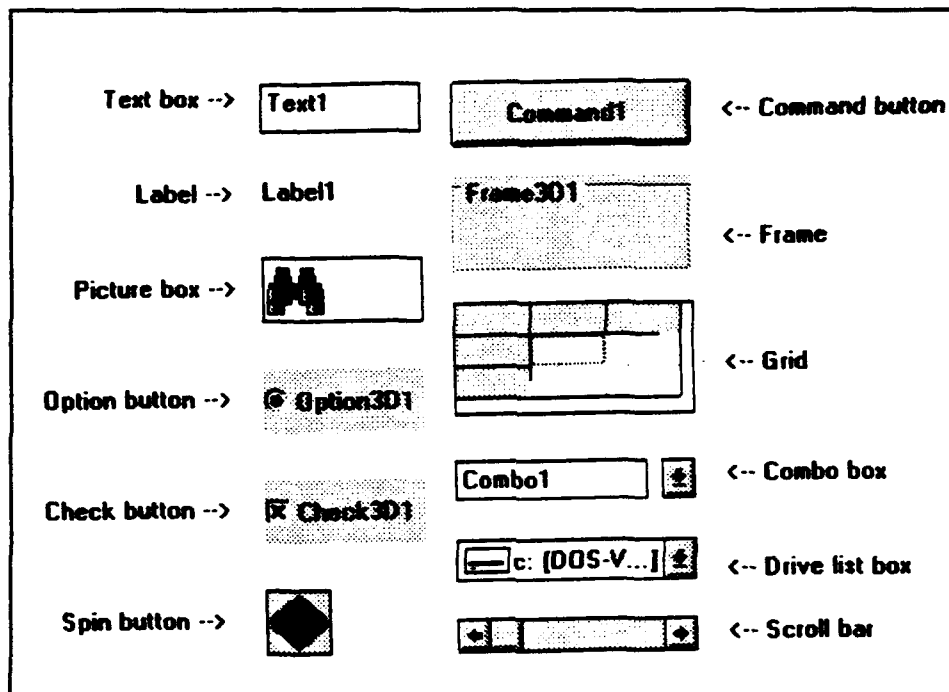 Text box --> Text1 Command1 <-- Command button
Label --> Label1 Frame3D1
<-- Frame
Picture box -->
<-- Grid
Option button --> Option3D1
Combo1 <-- Combo box
Check button --> Check3D1
c: [DOS-V...] <-- Drive list box
Spin button --> <-- Scroll bar